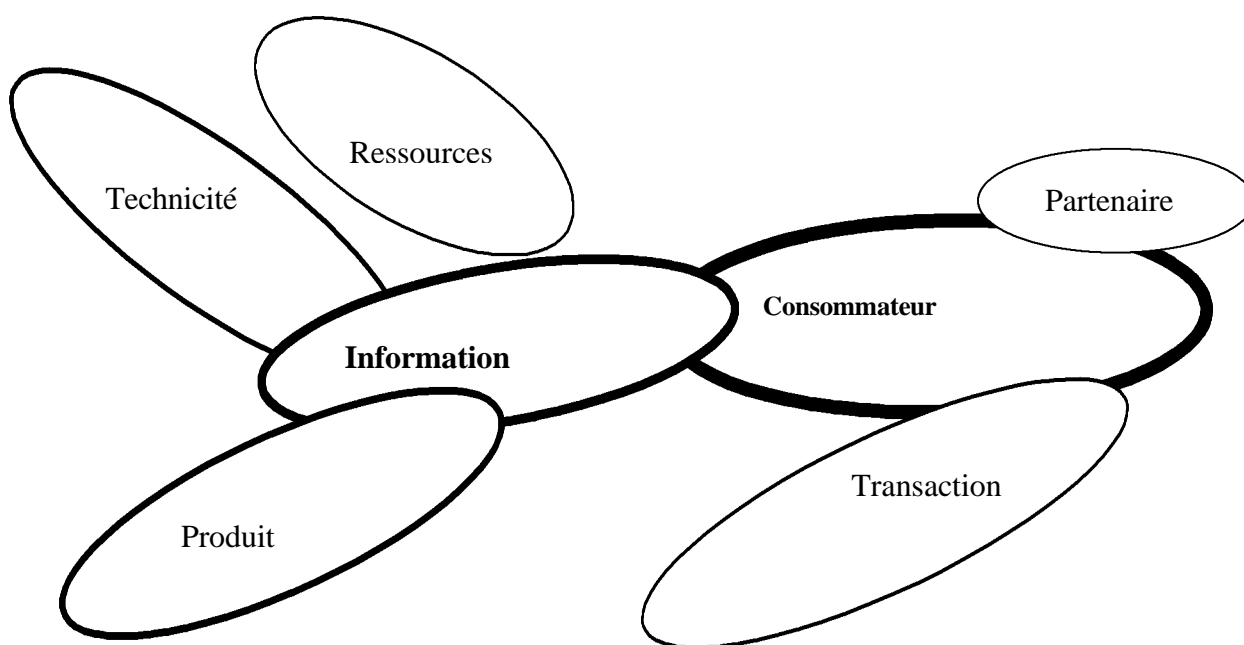 Ressources
Technicité
Partenaire
Consommateur
Information
Transaction
Produit